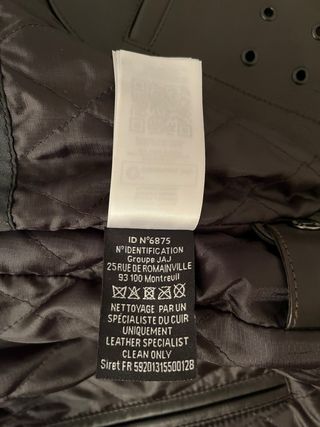 ID N°6875
N°IDENTIFICATION
Groupe JAJ
25 RUE DE ROMAINVILLE
93 100 Montreuil
NETTOYAGE PAR UN
SPÉCIALISTE DU CUIR
UNIQUEMENT
LEATHER SPECIALIST
CLEAN ONLY
Siret FR 59201315500128